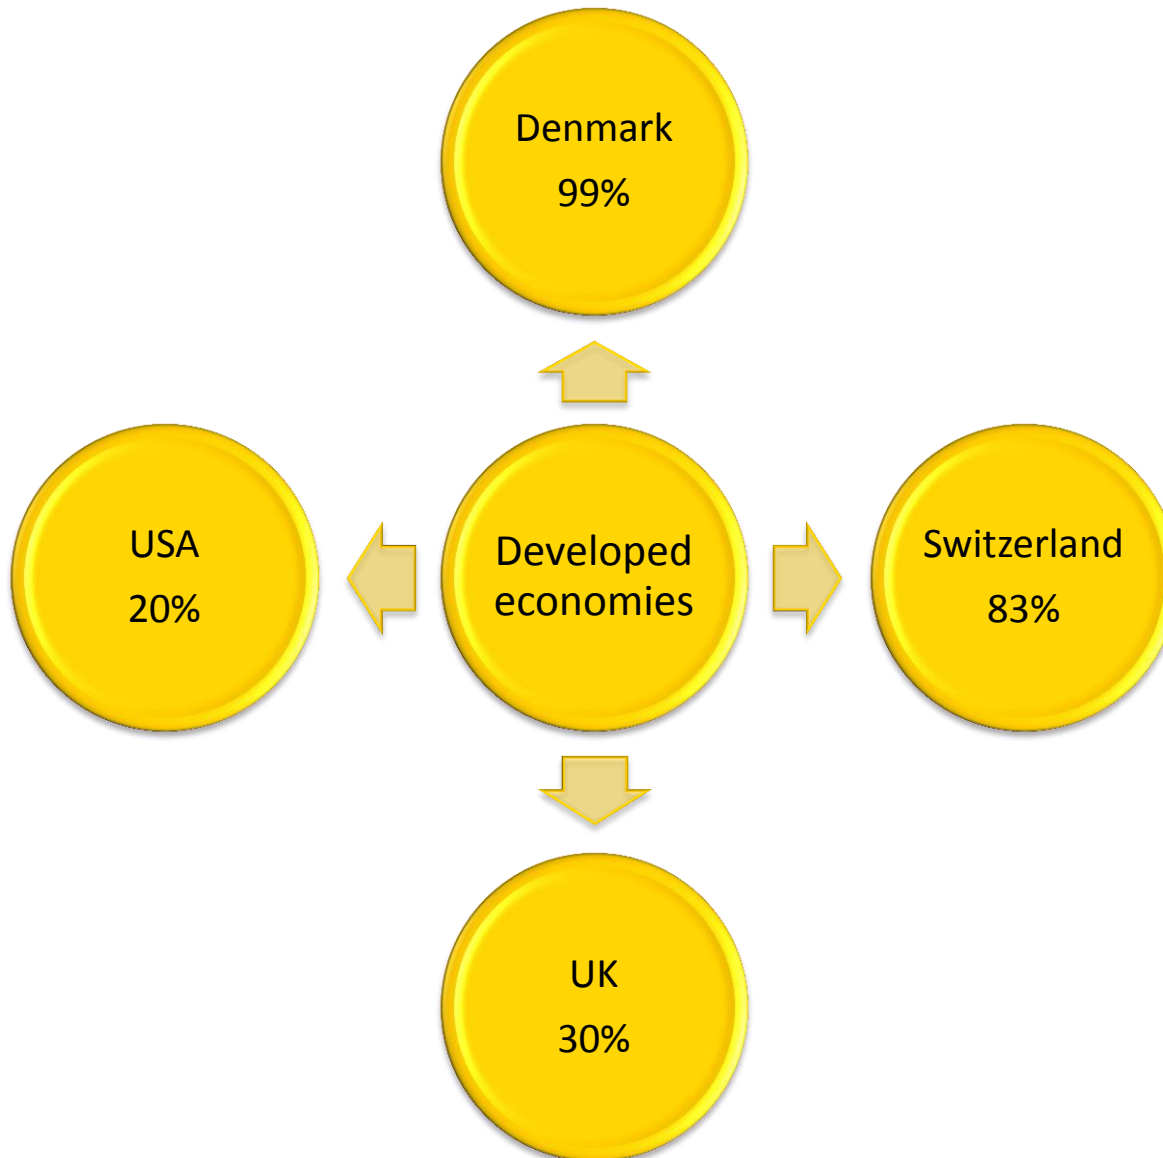 Denmark
99%
USA
20%
Developed
economies
Switzerland
83%
UK
30%